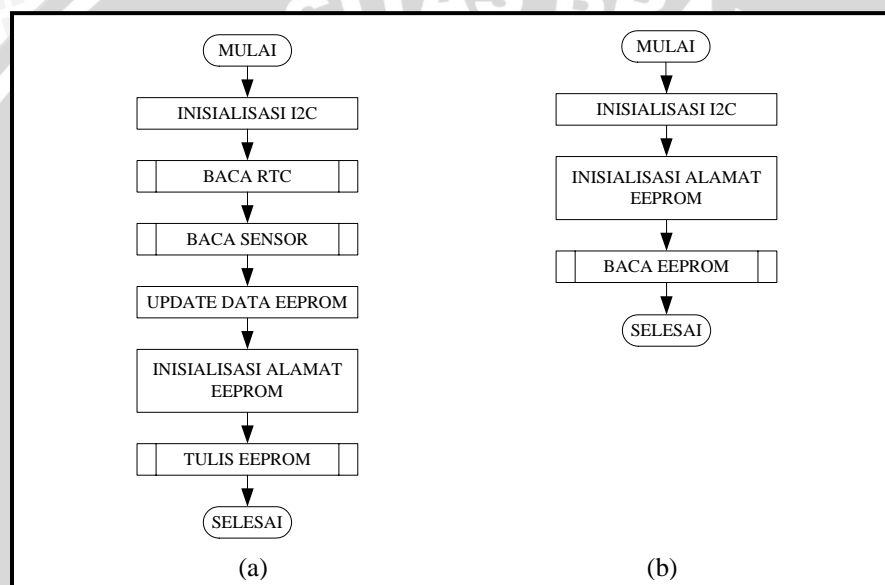 MULAI
INISIALISASI I2C
BACA RTC
BACA SENSOR
UPDATE DATA EEPROM
INISIALISASI ALAMAT
EEPROM
TULIS EEPROM
SELESAI
(a)
MULAI
INISIALISASI I2C
INISIALISASI ALAMAT
EEPROM
BACA EEPROM
SELESAI
(b)